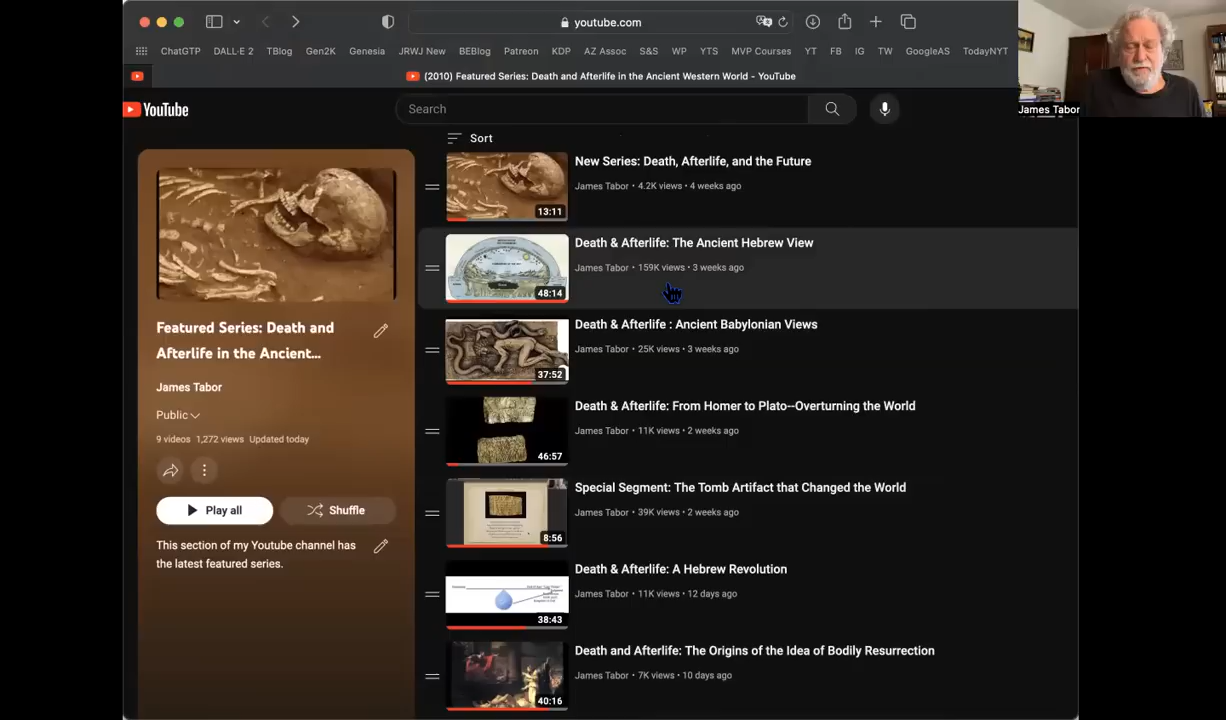 youtube.com
ChatGTP DALL·E 2 TBlog Gen2K Genesia JRWJ New BEBlog Patreon KDP AZ Assoc S&S WP YTS MVP Courses YT FB IG TW GoogleAS TodayNYT
(2010) Featured Series: Death and Afterlife in the Ancient Western World - YouTube
James Tabor
YouTube
Search
Sort
Featured Series: Death and
Afterlife in the Ancient...
James Tabor
Public
9 videos 1,272 views Updated today
Play all
Shuffle
This section of my Youtube channel has
the latest featured series.
New Series: Death, Afterlife, and the Future
James Tabor • 4.2K views • 4 weeks ago
13:11
Death & Afterlife: The Ancient Hebrew View
James Tabor • 159K views • 3 weeks ago
48:14
Death & Afterlife : Ancient Babylonian Views
James Tabor • 25K views • 3 weeks ago
37:52
Death & Afterlife: From Homer to Plato--Overturning the World
James Tabor • 11K views • 2 weeks ago
46:57
Special Segment: The Tomb Artifact that Changed the World
James Tabor • 39K views • 2 weeks ago
8:56
Death & Afterlife: A Hebrew Revolution
James Tabor • 11K views • 12 days ago
38:43
Death and Afterlife: The Origins of the Idea of Bodily Resurrection
James Tabor • 7K views • 10 days ago
40:16